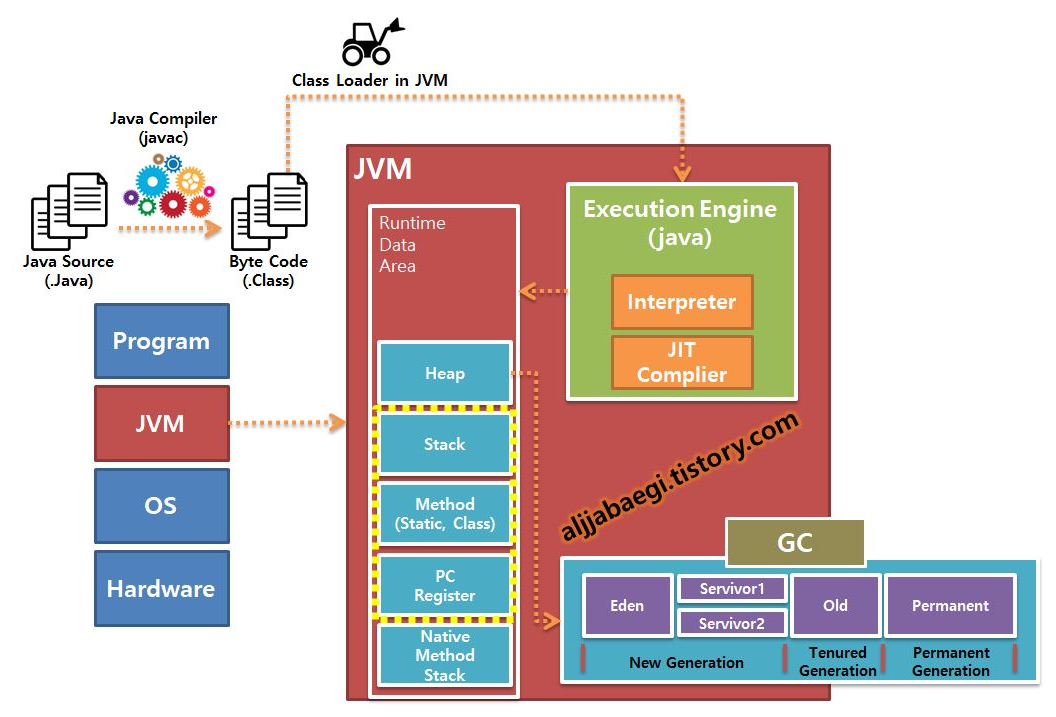 Class Loader in JVM
Java Compiler
(javac)
Java Source
(.Java)
Byte Code
(.Class)
Program
JVM
OS
Hardware
JVM
Runtime
Data
Area
Heap
Stack
Method
(Static, Class)
PC
Register
Native
Method
Stack
Execution Engine
(java)
Interpreter
JIT
Complier
aljjabaegi.tistory.com
GC
Eden
Servivor1
Servivor2
Old
Permanent
New Generation
Tenured
Generation
Permanent
Generation